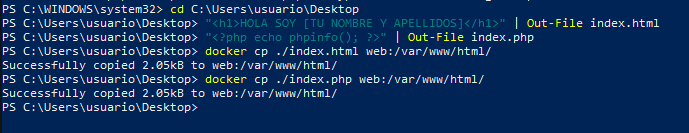 PS C:\WINDOWS\system32> cd C:\Users\usuario\Desktop
PS C:\Users\usuario\Desktop> "<h1>HOLA SOY [TU NOMBRE Y APELLIDOS]</h1>" | Out-File index.html
PS C:\Users\usuario\Desktop> "<?php echo phpinfo(); ?>" | Out-File index.php
PS C:\Users\usuario\Desktop> docker cp ./index.html web:/var/www/html/
Successfully copied 2.05kB to web:/var/www/html/
PS C:\Users\usuario\Desktop> docker cp ./index.php web:/var/www/html/
Successfully copied 2.05kB to web:/var/www/html/
PS C:\Users\usuario\Desktop>